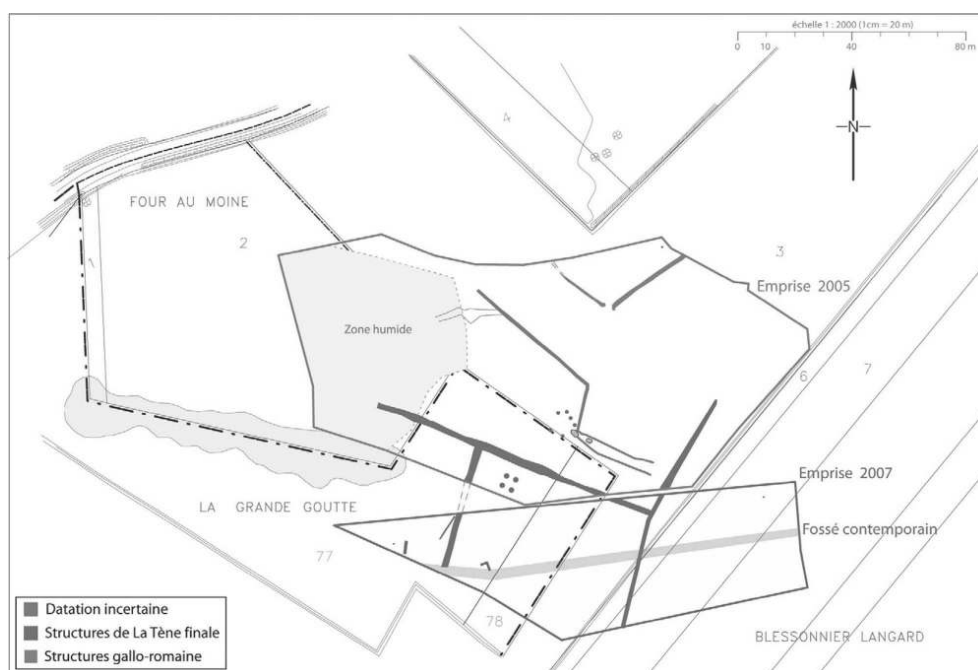 échelle 1 : 2000 (1cm = 20 m)
0 10 40 80 m
N
4
FOUR AU MOINE
2
3
Emprise 2005
Zone humide
6
7
Emprise 2007
LA GRANDE GOUTTE
Fossé contemporain
77
78
BLESSONNIER LANGARD
Datation incertaine
Structures de La Tène finale
Structures gallo-romaine